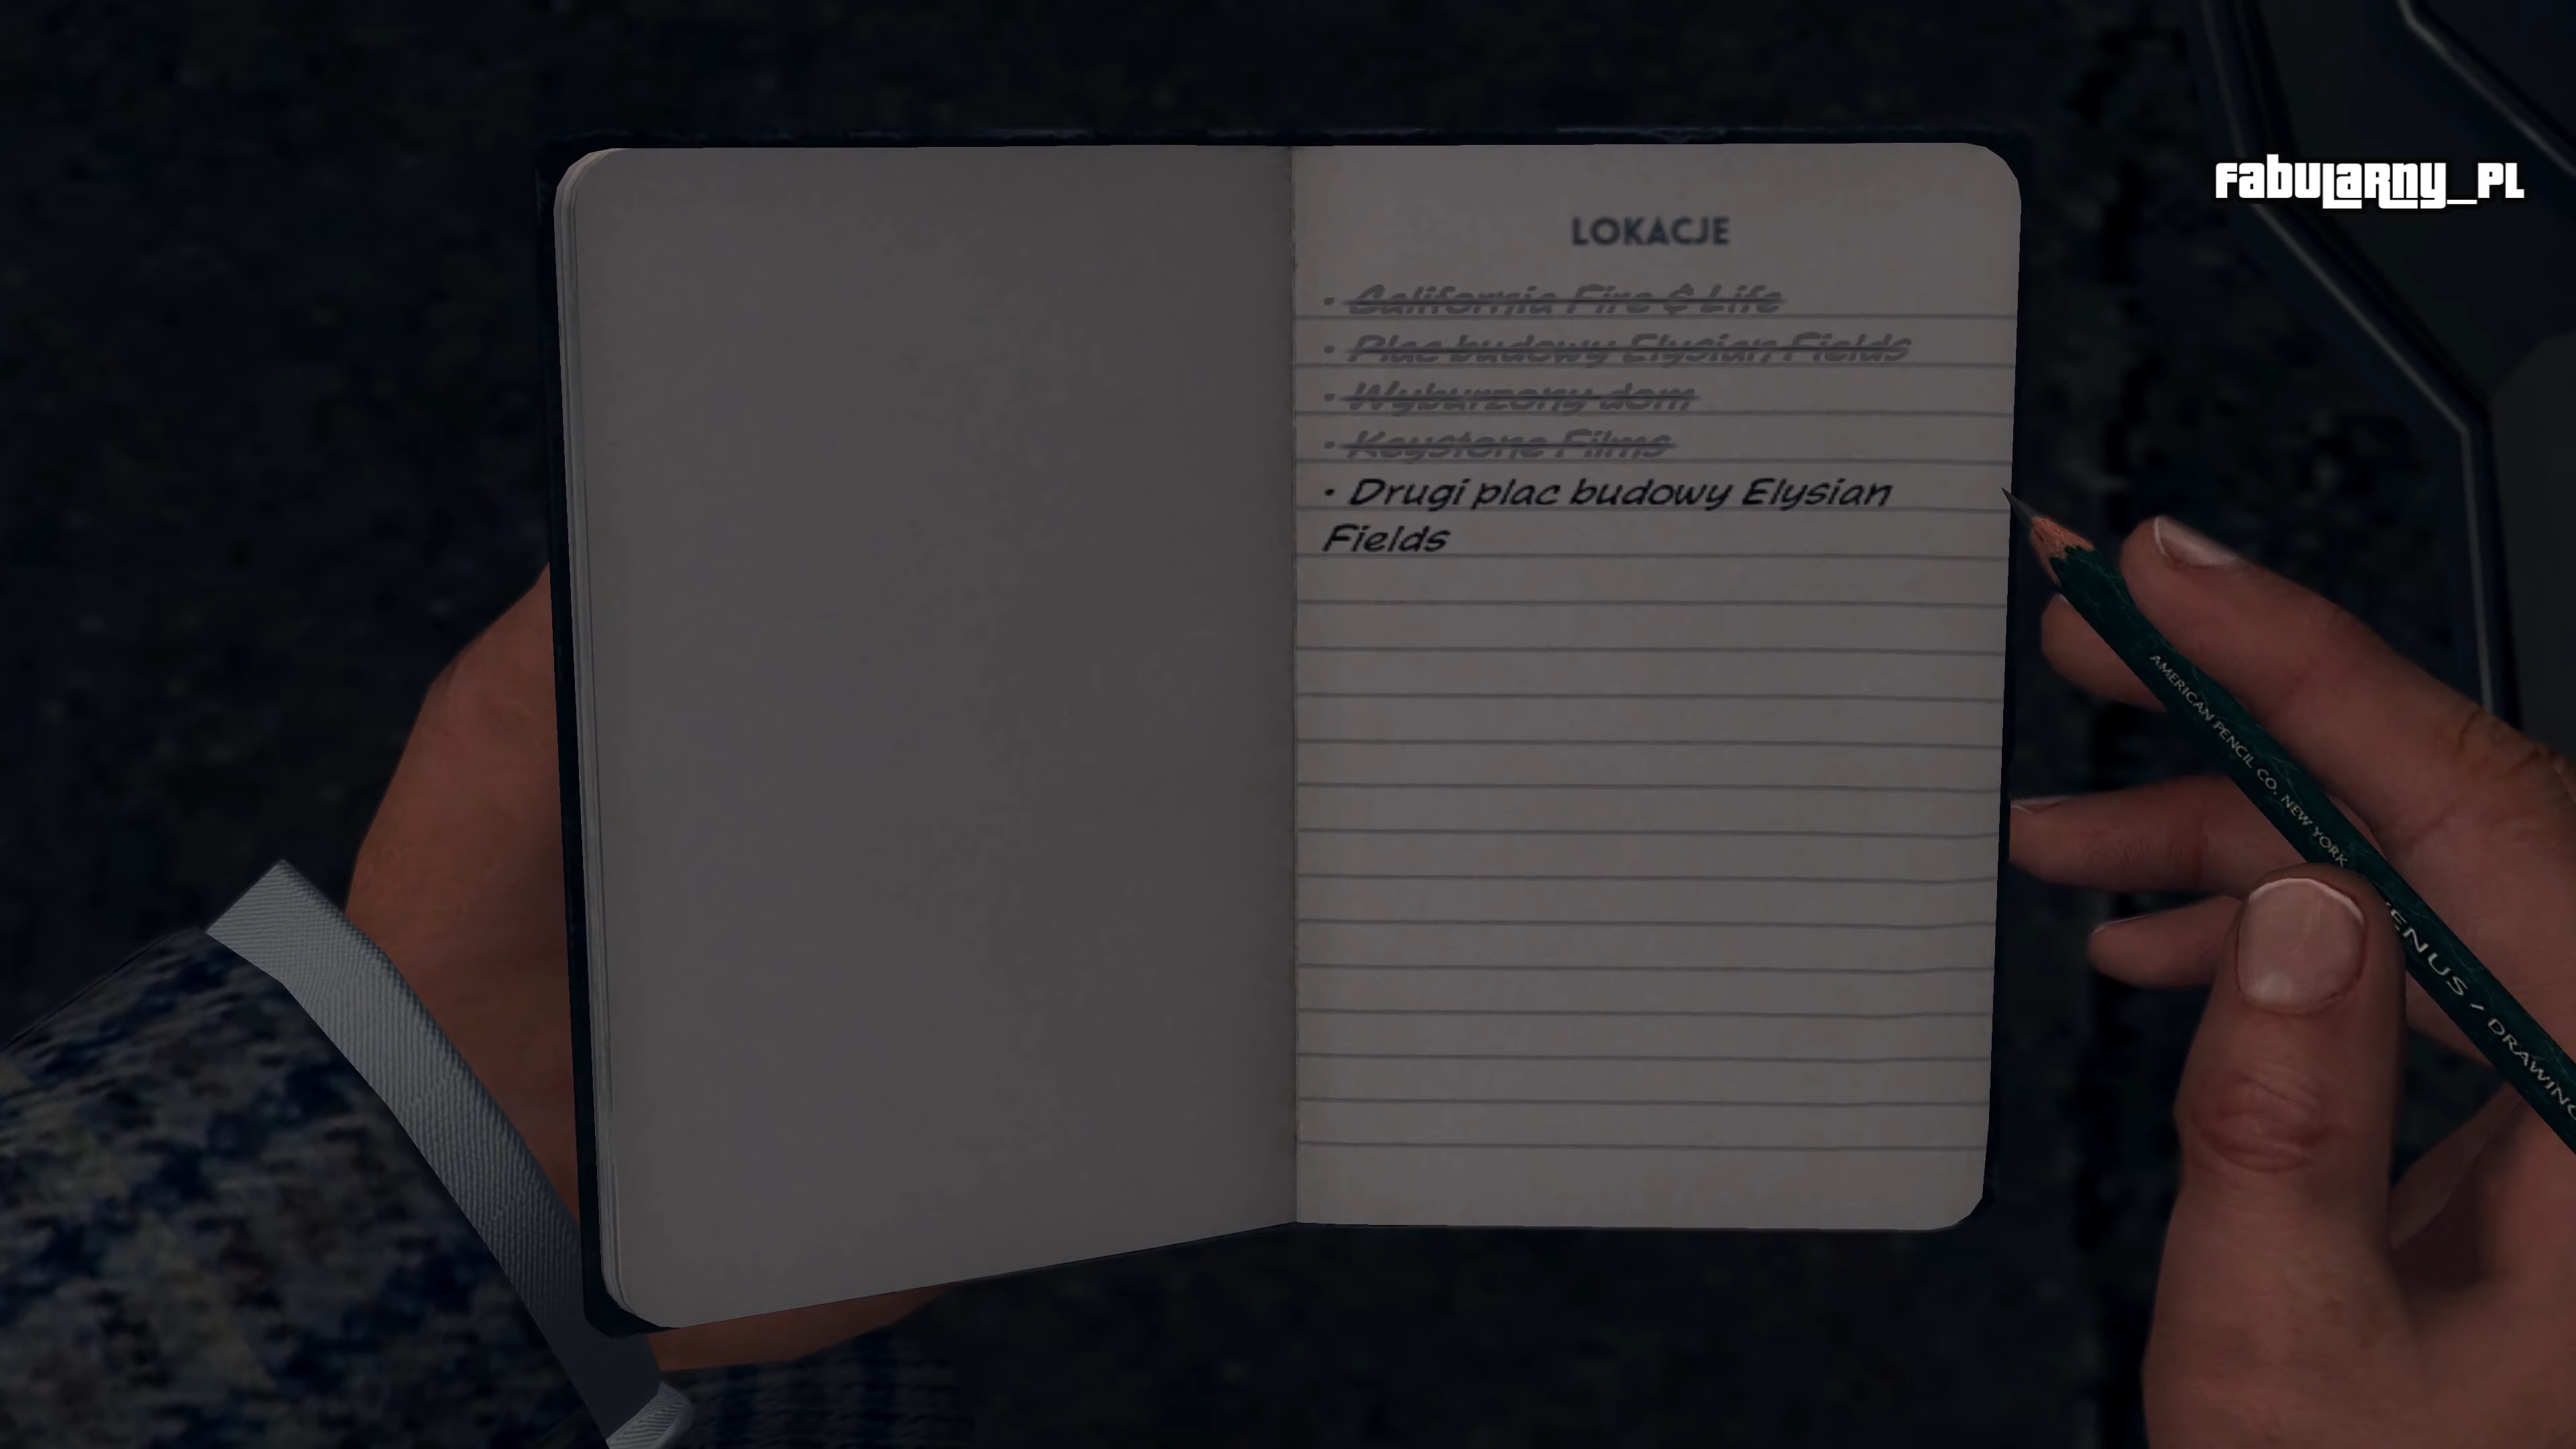 fabularny_PL
LOKACJE
· California Fire & Life
· Plac budowy Elysian Fields
· Wyburzony dom
· Keystone Films
· Drugi plac budowy Elysian
Fields
AMERICAN PENCIL CO. NEW YORK
VENUS / DRAWING